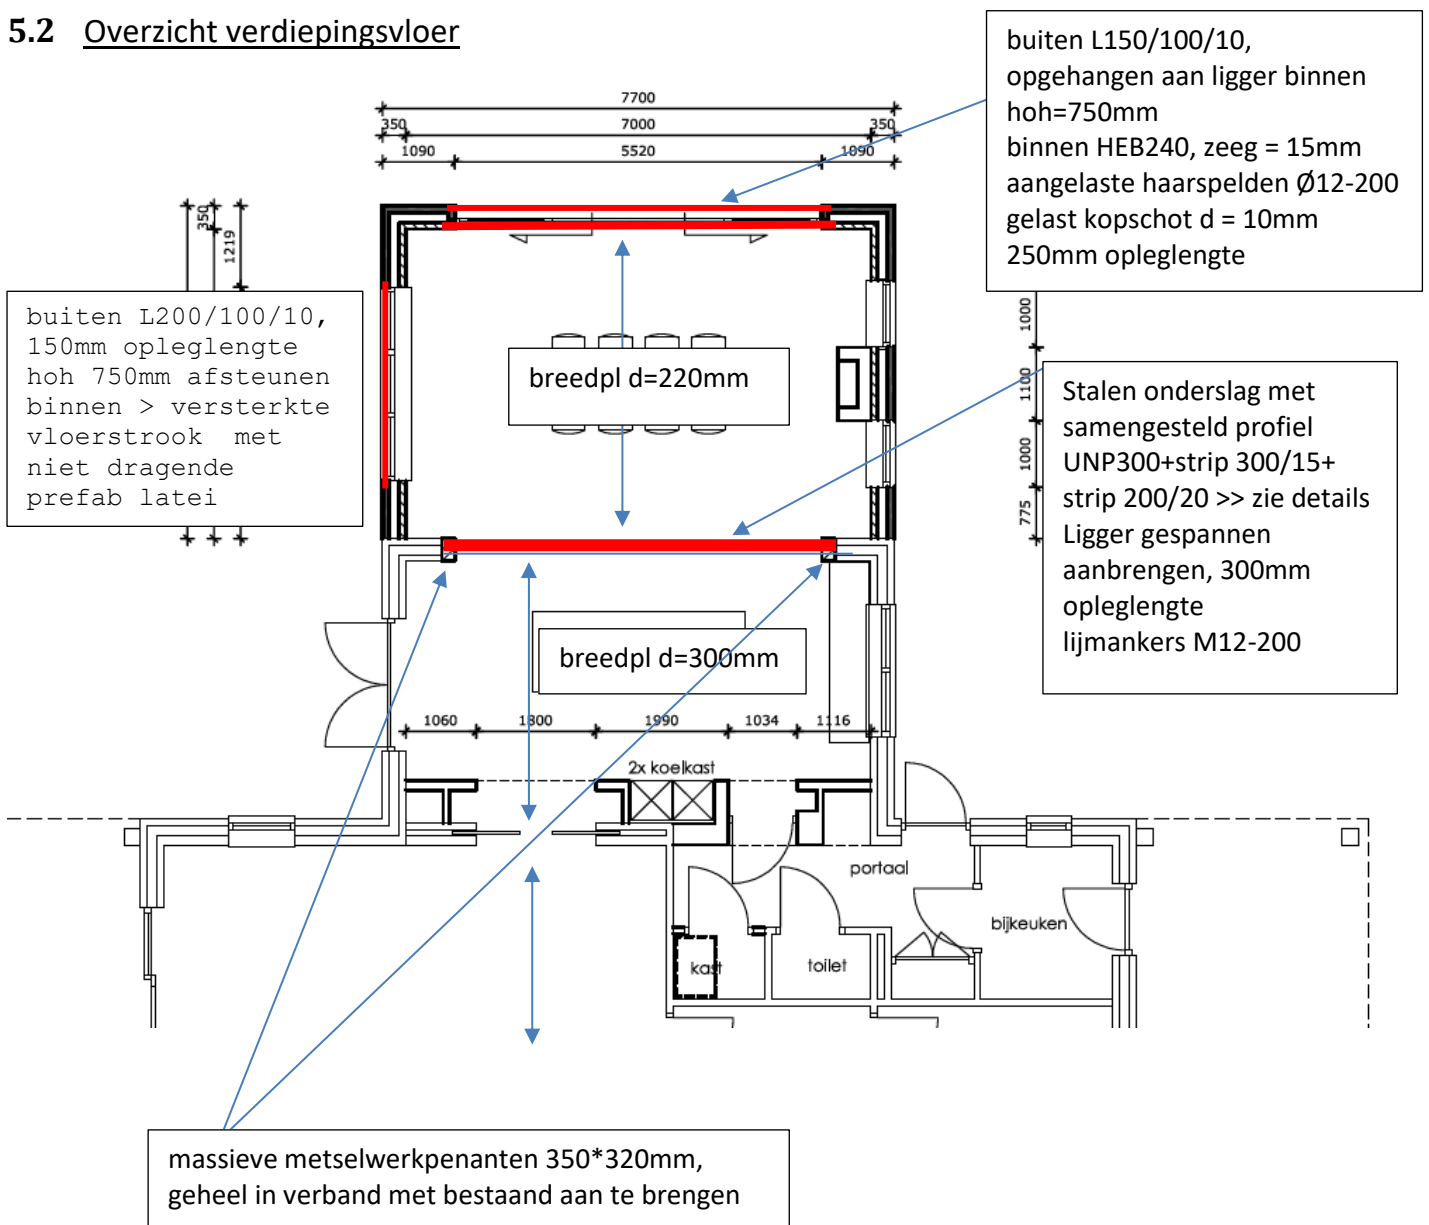 5.2 Overzicht verdiepingsvloer
buiten L150/100/10,
opgehangen aan ligger binnen
hoh=750mm
binnen HEB240, zeeg = 15mm
aangelaste haarspelden Ø12-200
gelast kopschot d = 10mm
250mm opleglengte
7700
350 7000 350
1090 5520 1090
350
1219
buiten L200/100/10,
150mm opleglengte
hoh 750mm afsteunen
binnen > versterkte
vloerstrook met
niet dragende
prefab latei
breedpl d=220mm
1000
1100
1000
775
Stalen onderslag met
samengesteld profiel
UNP300+strip 300/15+
strip 200/20 >> zie details
Ligger gespannen
aanbrengen, 300mm
opleglengte
lijmankers M12-200
breedpl d=300mm
1060 1800 1990 1034 1116
2x koelkast
portaal
bijkeuken
kast
toilet
massieve metselwerkpenanten 350*320mm,
geheel in verband met bestaand aan te brengen